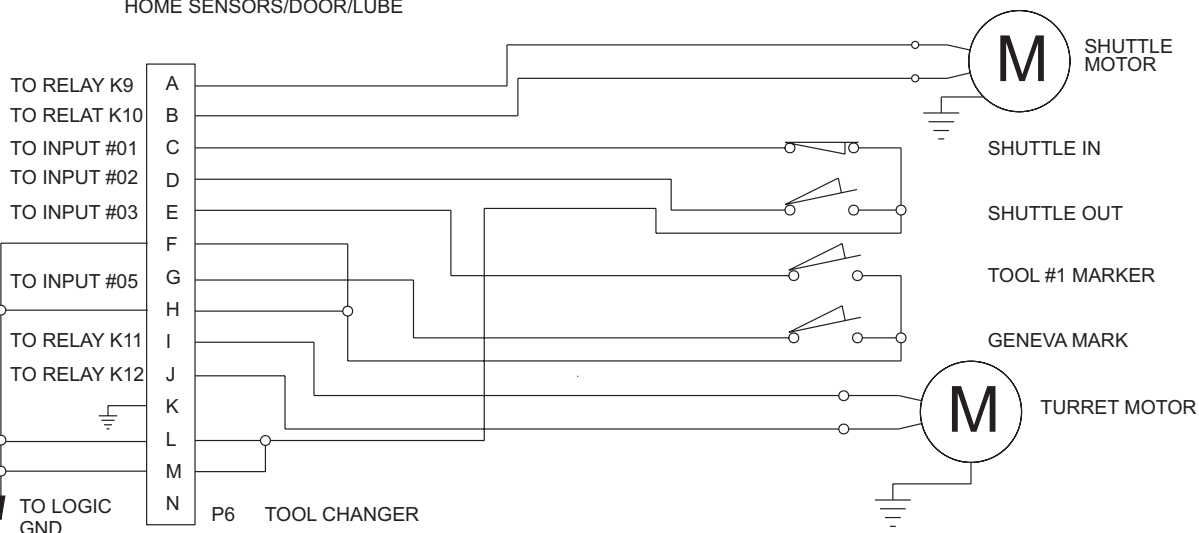 HOME SENSORS/DOOR/LUBE
M
SHUTTLE
MOTOR
TO RELAY K9 A
TO RELAT K10 B
TO INPUT #01 C
SHUTTLE IN
TO INPUT #02 D
TO INPUT #03 E
SHUTTLE OUT
F
TO INPUT #05 G
TOOL #1 MARKER
H
TO RELAY K11 I
GENEVA MARK
TO RELAY K12 J
K
M
TURRET MOTOR
L
M
N
TO LOGIC
GND
P6 TOOL CHANGER